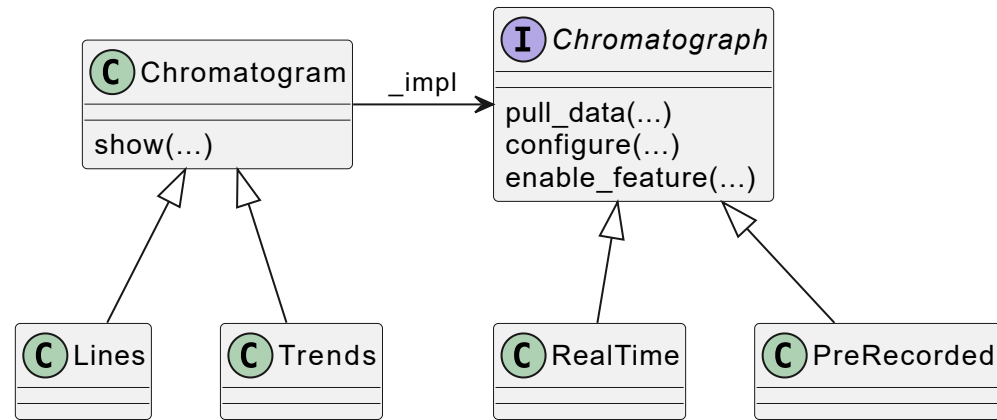 C Chromatogram
show(...)
_impl
I Chromatograph
pull_data(...)
configure(...)
enable_feature(...)
C Lines
C Trends
C RealTime
C PreRecorded